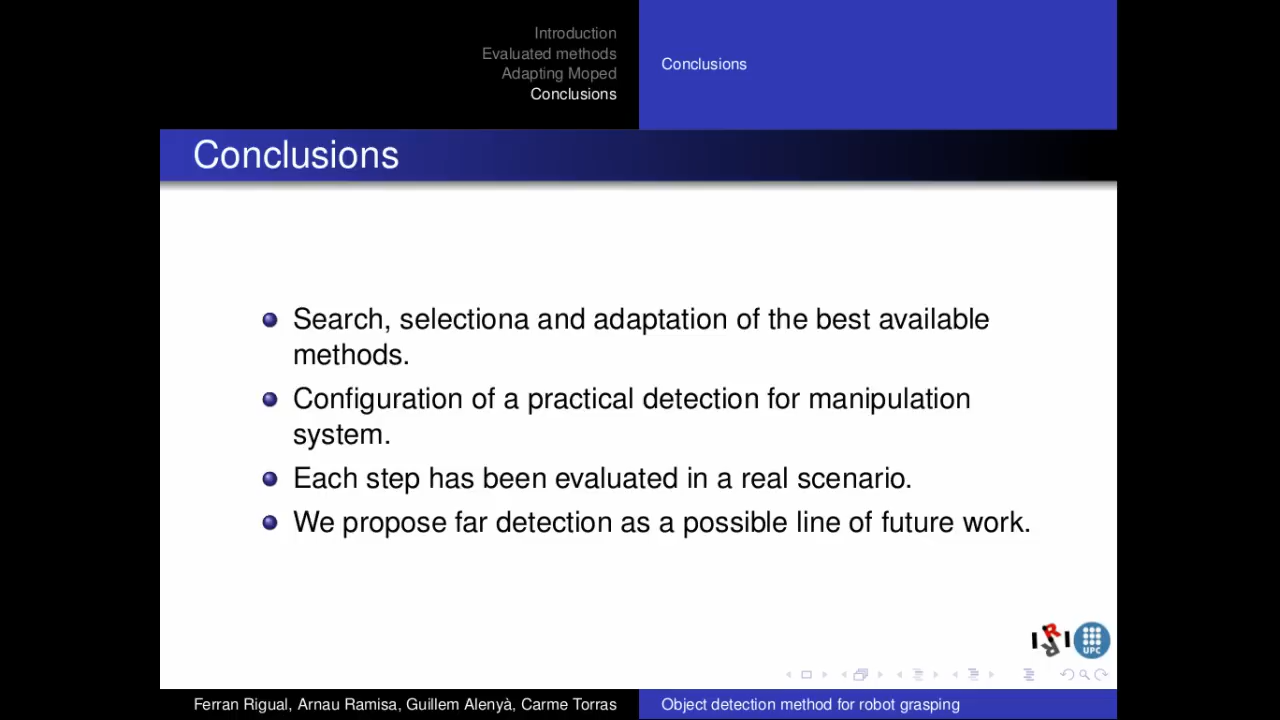 Introduction
Evaluated methods
Adapting Moped
Conclusions
Conclusions
Conclusions
Search, selectiona and adaptation of the best available
methods.
Configuration of a practical detection for manipulation
system.
Each step has been evaluated in a real scenario.
We propose far detection as a possible line of future work.
IRI
UPC
Ferran Rigual, Arnau Ramisa, Guillem Alenyà, Carme Torras
Object detection method for robot grasping